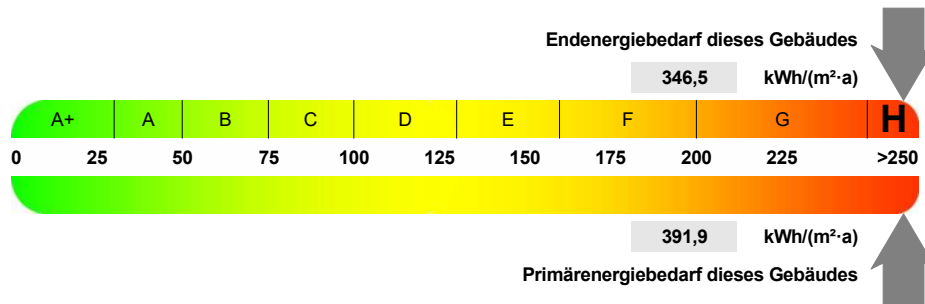 Endenergiebedarf dieses Gebäudes
346,5 kWh/(m²·a)
A+ A B C D E F G H
0 25 50 75 100 125 150 175 200 225 >250
391,9 kWh/(m²·a)
Primärenergiebedarf dieses Gebäudes